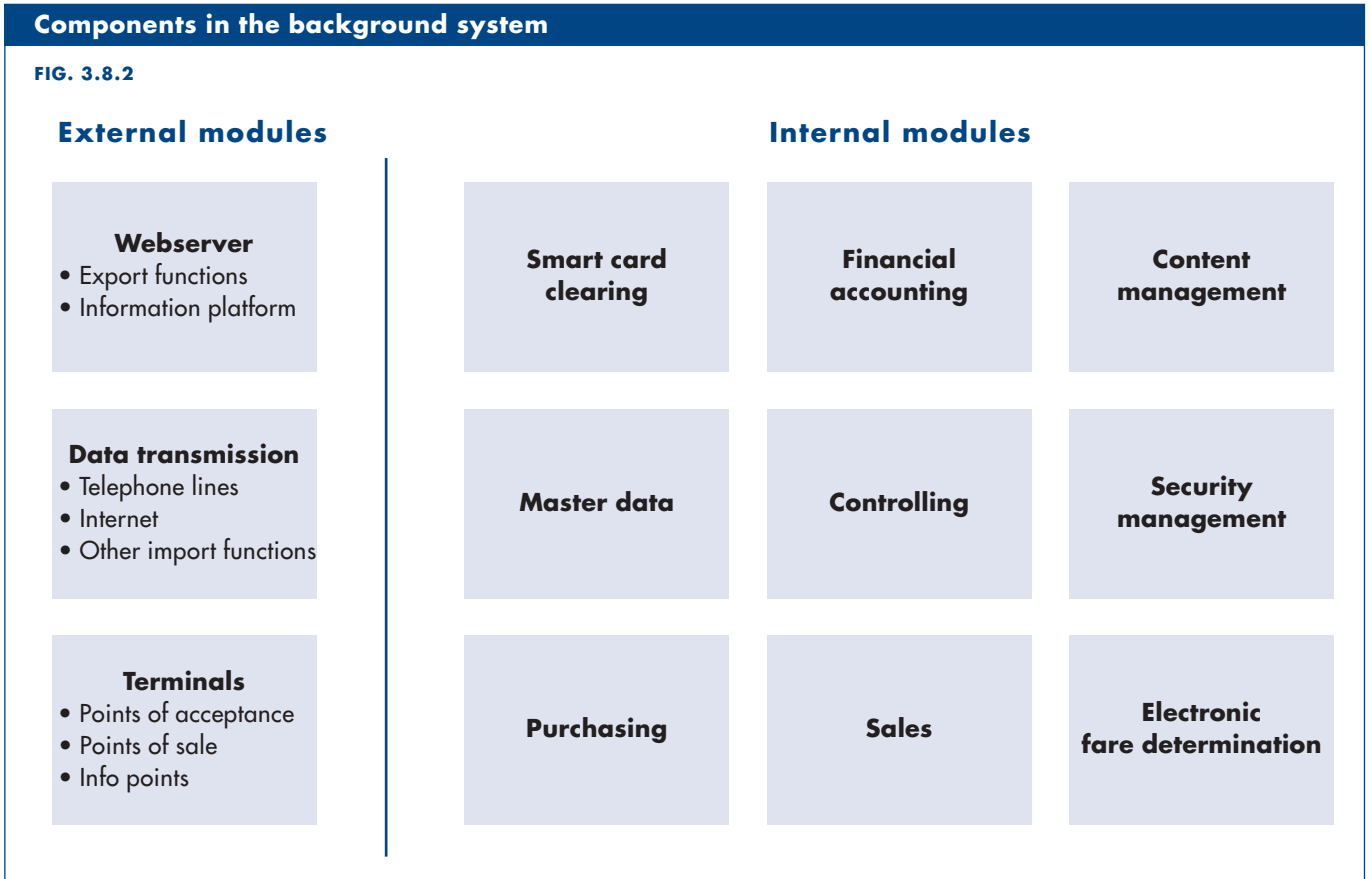 Components in the background system
FIG. 3.8.2
External modules
Internal modules
Webserver
• Export functions
• Information platform
Smart card
clearing
Financial
accounting
Content
management
Data transmission
• Telephone lines
• Internet
• Other import functions
Master data
Controlling
Security
management
Terminals
• Points of acceptance
• Points of sale
• Info points
Purchasing
Sales
Electronic
fare determination